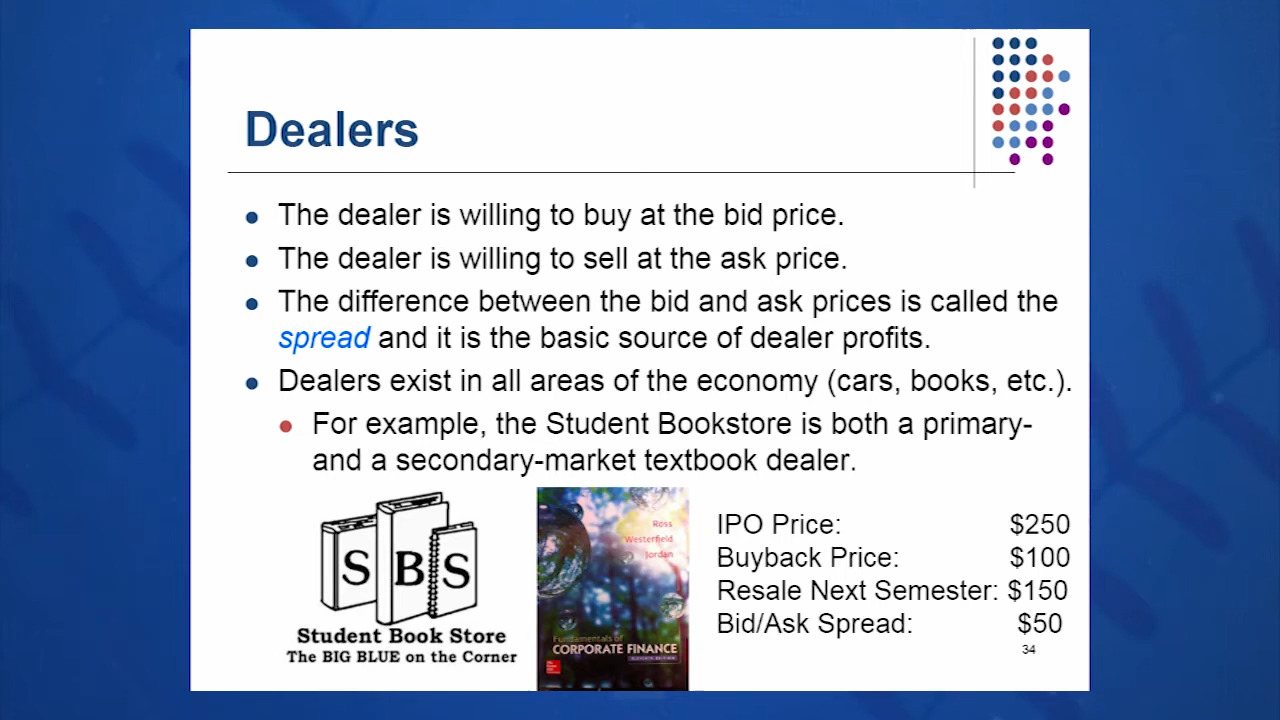 Dealers
The dealer is willing to buy at the bid price.
The dealer is willing to sell at the ask price.
The difference between the bid and ask prices is called the
spread and it is the basic source of dealer profits.
Dealers exist in all areas of the economy (cars, books, etc.).
For example, the Student Bookstore is both a primary-
and a secondary-market textbook dealer.
S B S
Student Book Store
The BIG BLUE on the Corner
Ross
Westerfield
Jordan
Fundamentals of
CORPORATE FINANCE
IPO Price: $250
Buyback Price: $100
Resale Next Semester: $150
Bid/Ask Spread: $50
34